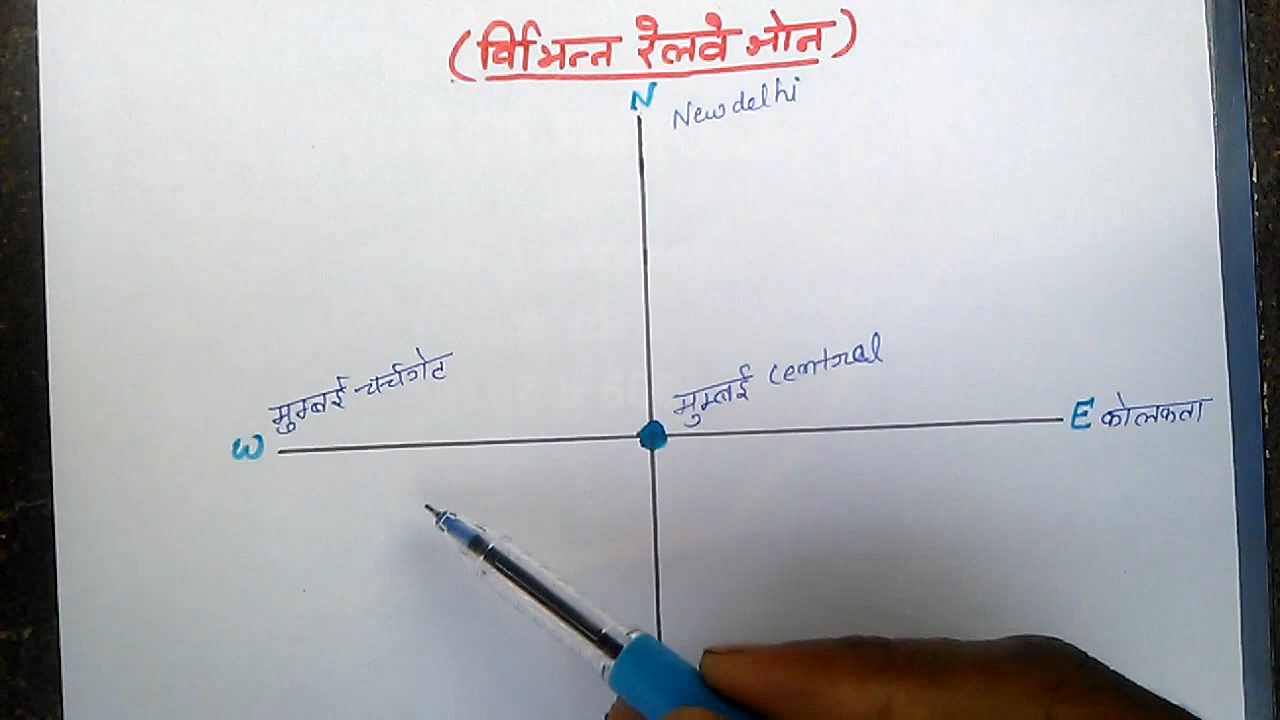 (विभिन्न रेलवे जोन)
N New delhi
मुम्बई चर्चगेट
मुम्बई Central
W
E कोलकता